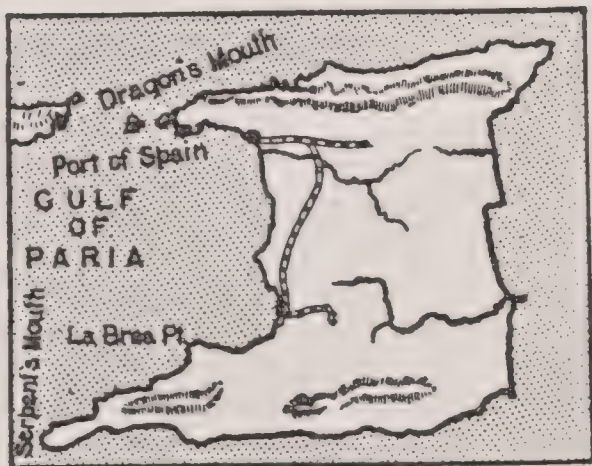 Dragon's Mouth
Port of Spain
GULF
OF
PARIA
La Brea Pt.
Serpent's Mouth